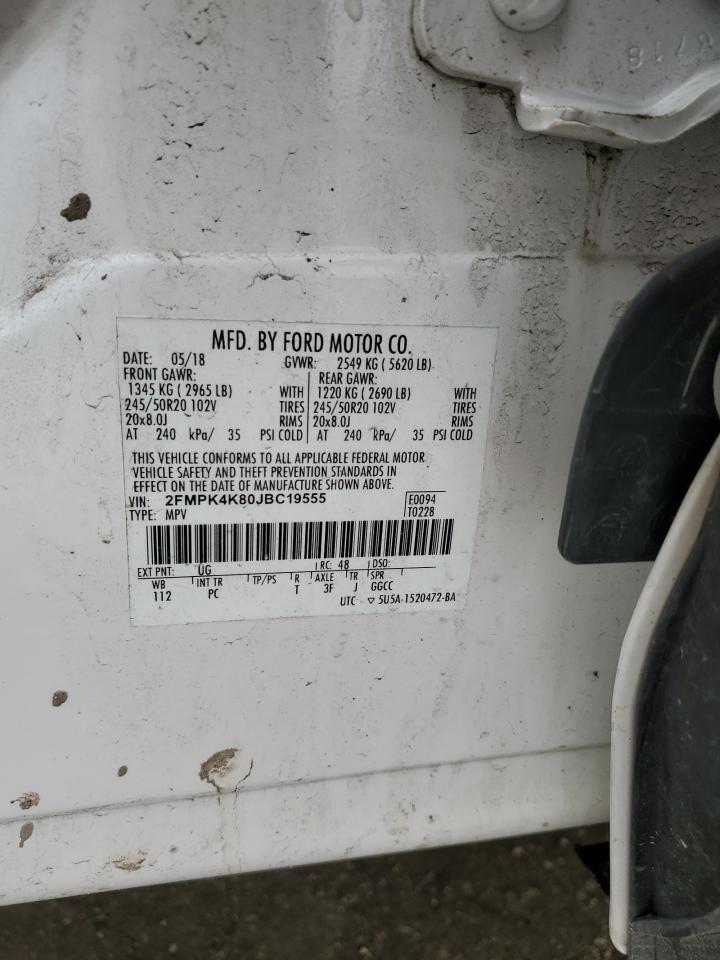 6718
MFD. BY FORD MOTOR CO.
DATE: 05/18 GVWR: 2549 KG ( 5620 LB)
FRONT GAWR: REAR GAWR:
1345 KG ( 2965 LB) WITH 1220 KG ( 2690 LB) WITH
245/50R20 102V TIRES 245/50R20 102V TIRES
20x8.0J RIMS 20x8.0J RIMS
AT 240 kPa/ 35 PSI COLD AT 240 kPa/ 35 PSI COLD
THIS VEHICLE CONFORMS TO ALL APPLICABLE FEDERAL MOTOR
VEHICLE SAFETY AND THEFT PREVENTION STANDARDS IN
EFFECT ON THE DATE OF MANUFACTURE SHOWN ABOVE.
VIN: 2FMPK4K80JBC19555 E0094
TYPE: MPV T0228
EXT PNT: UG RC: 48 DSO:
WB INT TR TP/PS R AXLE TR SPR
112 PC T 3F J GGCC
UTC ▽ 5U5A-1520472-BA